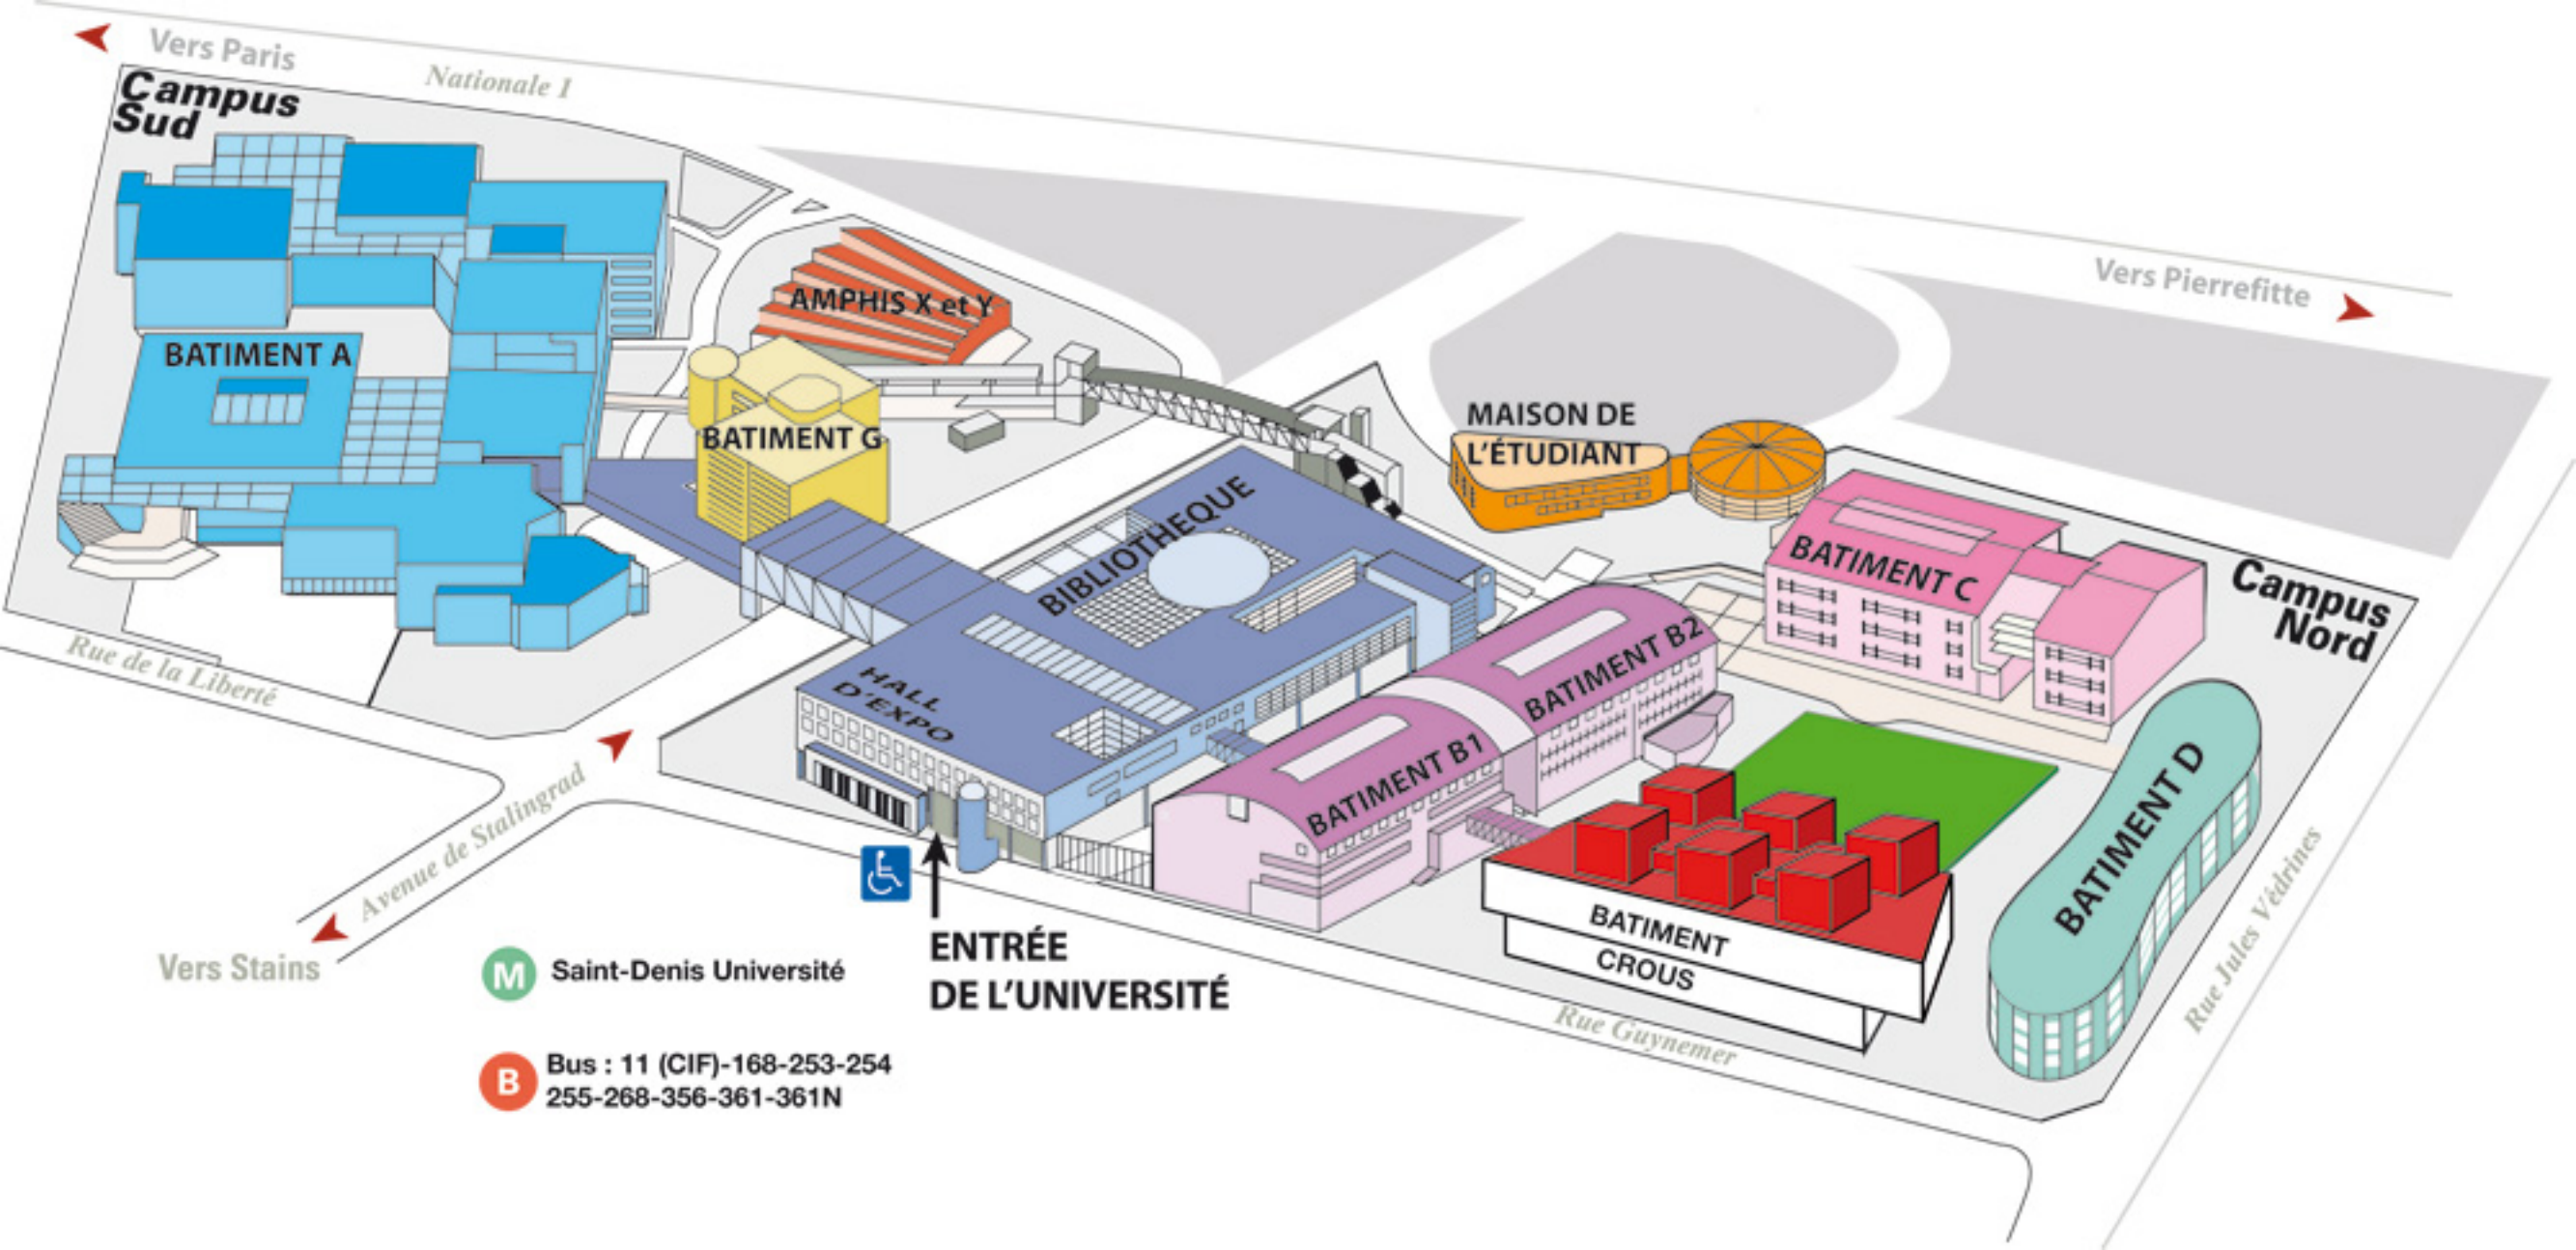 Vers Paris
Nationale I
Campus
Sud
BATIMENT A
AMPHIS X et Y
BATIMENT G
Vers Pierrefitte
MAISON DE
L'ÉTUDIANT
BIBLIOTHEQUE
BATIMENT C
Campus
Nord
HALL
D'EXPO
BATIMENT B2
BATIMENT B1
BATIMENT D
Rue de la Liberté
Avenue de Stalingrad
Vers Stains
BATIMENT
CROUS
Rue Jules Védrines
Rue Guynemer
ENTRÉE
DE L'UNIVERSITÉ
M Saint-Denis Université
B Bus : 11 (CIF)-168-253-254
255-268-356-361-361N